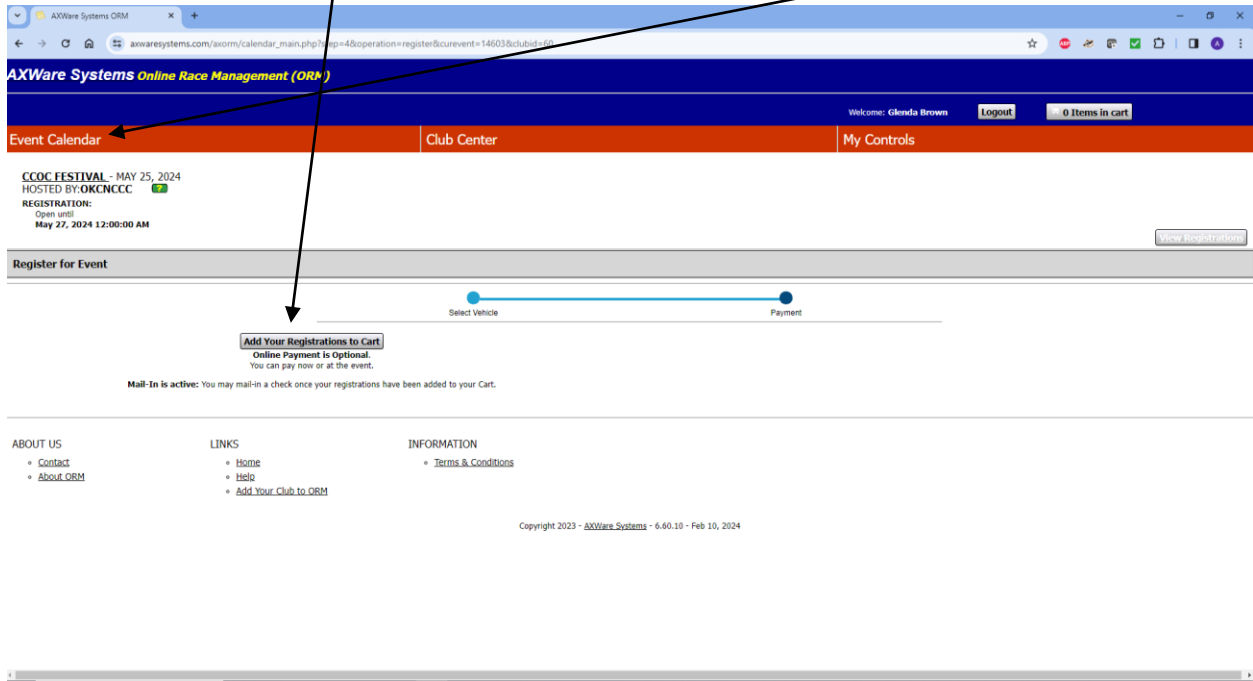 AXWare Systems ORM
axwaresystems.com/axorm/calendar_main.php?step=4&operation=register&curevent=14603&clubid=60
AXWare Systems Online Race Management (ORM)
Welcome: Glenda Brown Logout 0 Items in cart
Event Calendar Club Center My Controls
CCOC FESTIVAL - MAY 25, 2024
HOSTED BY:OKCNCCC ?
REGISTRATION:
Open until
May 27, 2024 12:00:00 AM
View Registrations
Register for Event
Select Vehicle Payment
Add Your Registrations to Cart
Online Payment is Optional.
You can pay now or at the event.
Mail-In is active: You may mail-in a check once your registrations have been added to your Cart.
ABOUT US LINKS INFORMATION
Contact Home Terms & Conditions
About ORM Help
Add Your Club to ORM
Copyright 2023 - AXWare Systems - 6.60.10 - Feb 10, 2024